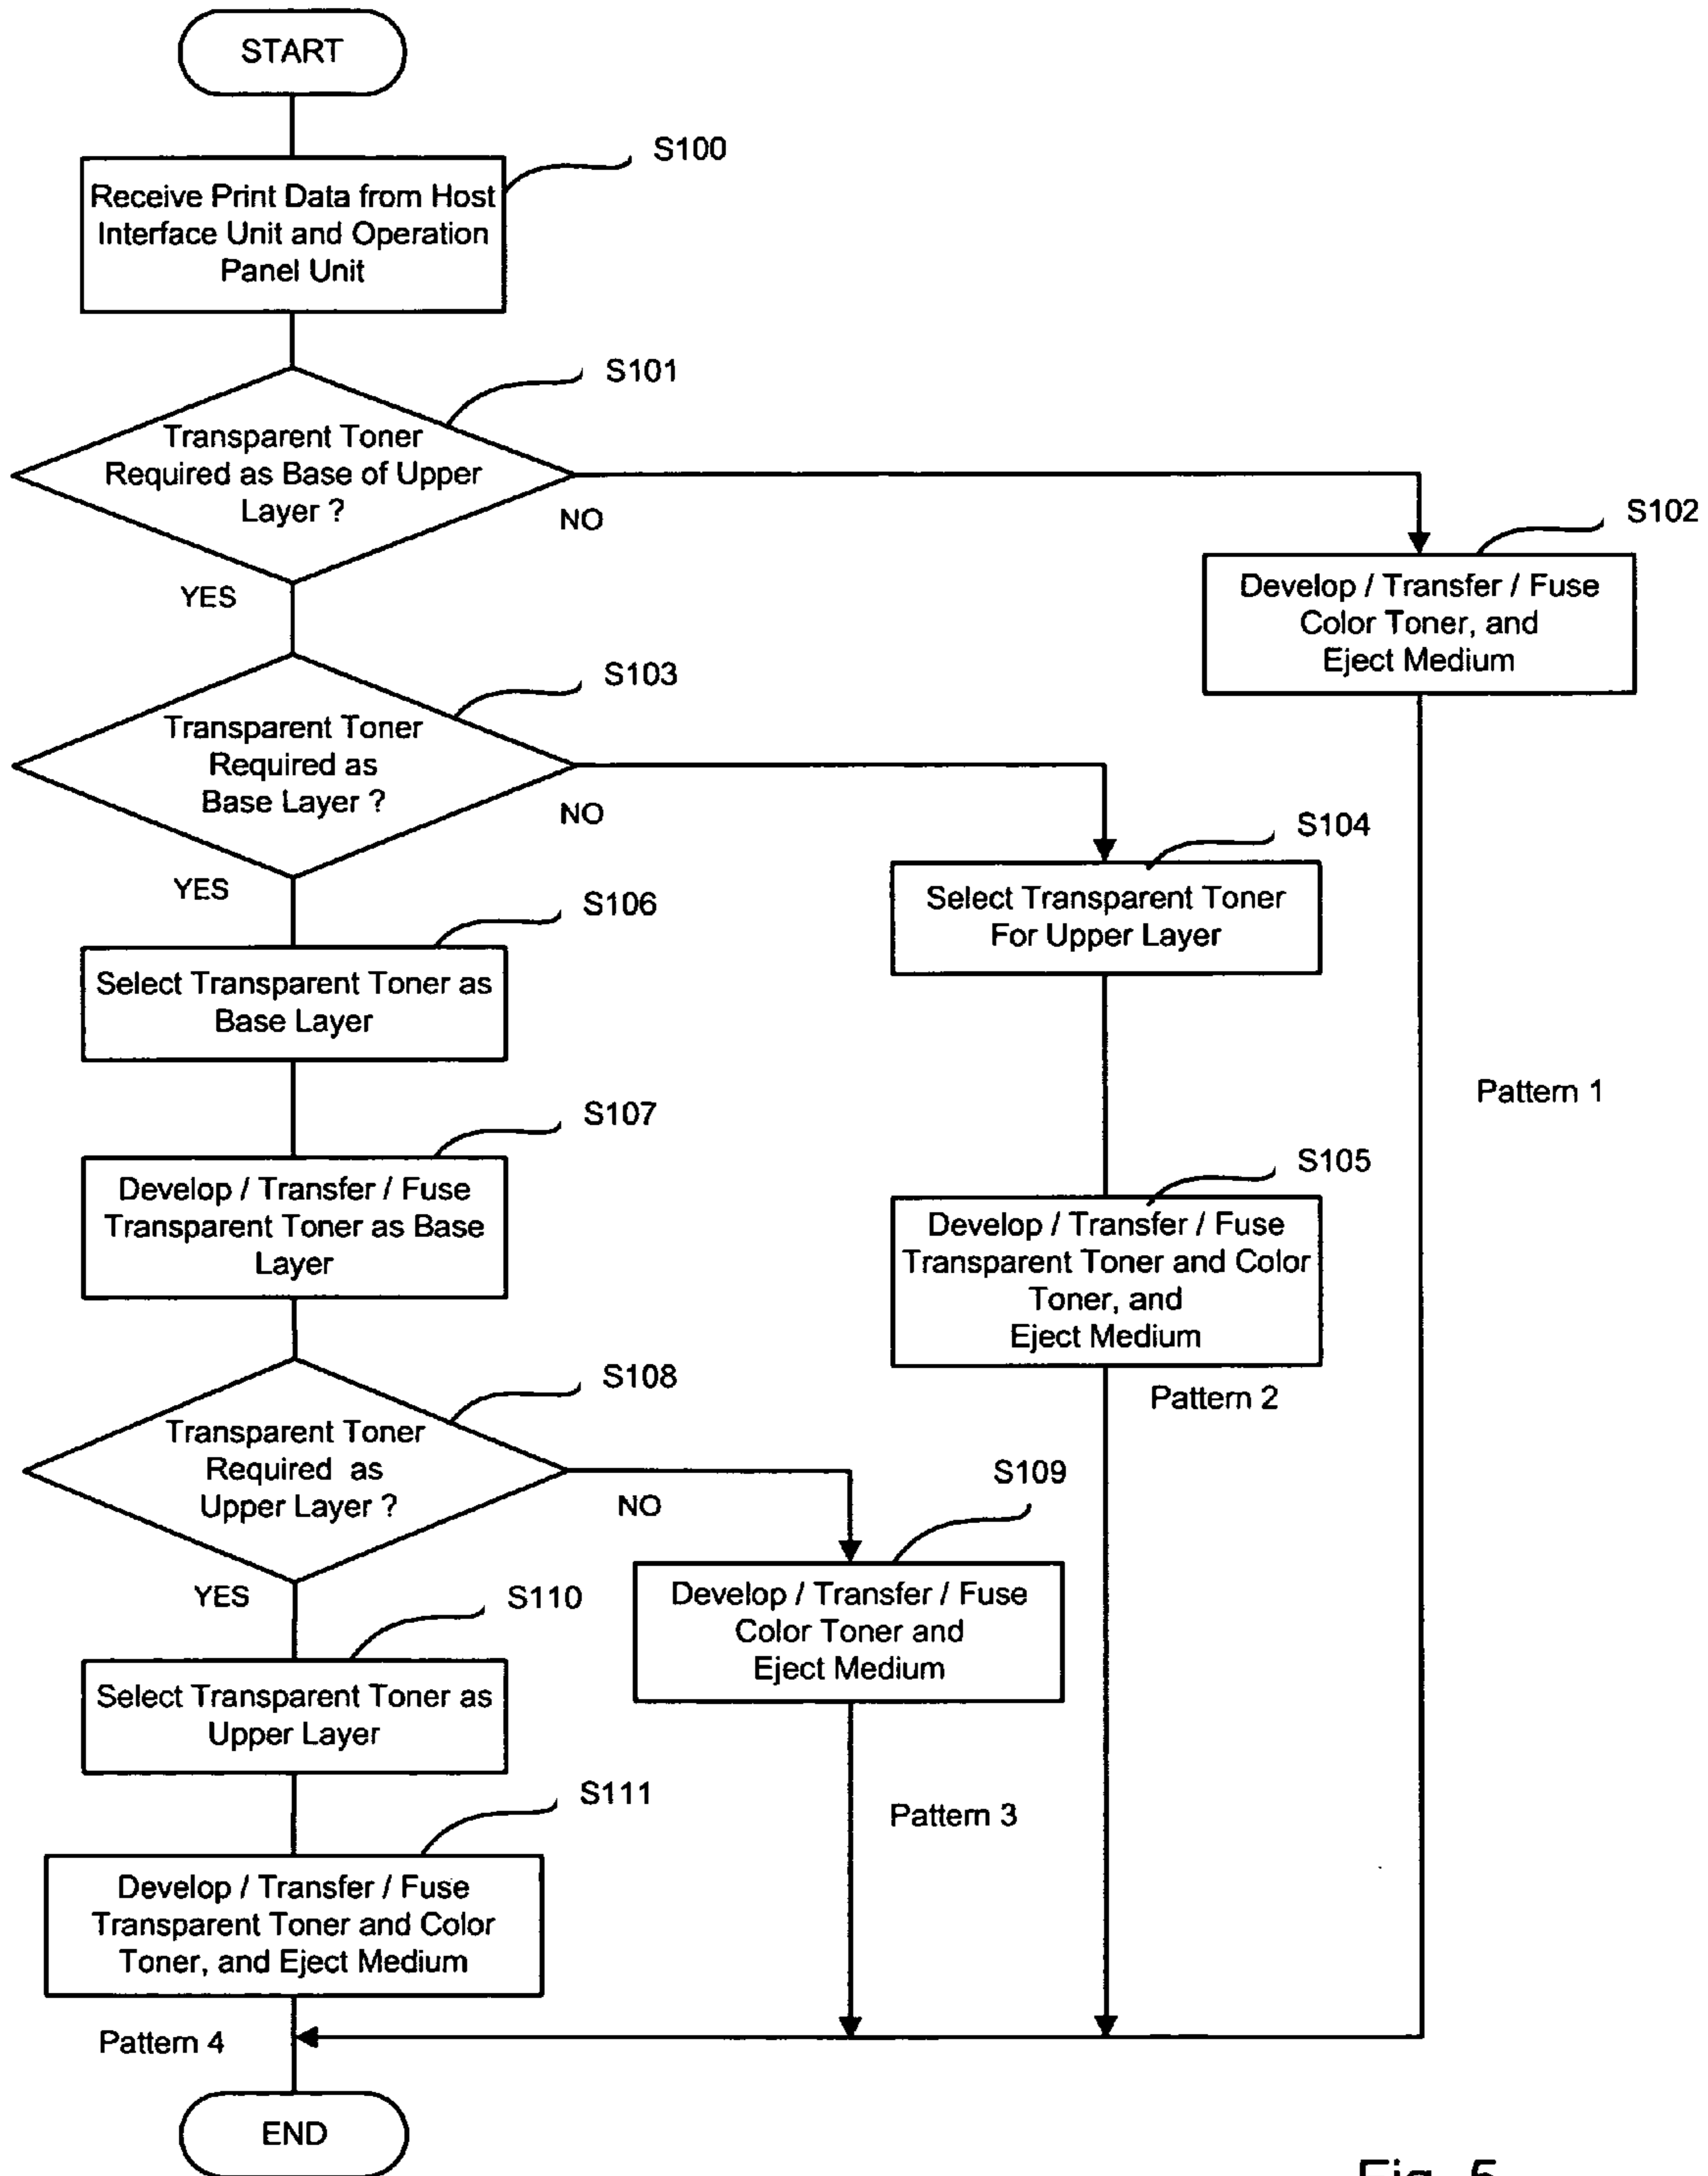 START
S100
Receive Print Data from Host
Interface Unit and Operation
Panel Unit
S101
Transparent Toner
Required as Base of Upper
Layer ?
NO
YES
S102
Develop / Transfer / Fuse
Color Toner, and
Eject Medium
S103
Transparent Toner
Required as
Base Layer ?
NO
YES
S104
Select Transparent Toner
For Upper Layer
S106
Select Transparent Toner as
Base Layer
Pattern 1
S107
Develop / Transfer / Fuse
Transparent Toner as Base
Layer
S105
Develop / Transfer / Fuse
Transparent Toner and Color
Toner, and
Eject Medium
Pattern 2
S108
Transparent Toner
Required as
Upper Layer ?
NO
YES
S109
Develop / Transfer / Fuse
Color Toner and
Eject Medium
S110
Select Transparent Toner as
Upper Layer
Pattern 3
S111
Develop / Transfer / Fuse
Transparent Toner and Color
Toner, and Eject Medium
Pattern 4
END
Fig. 5